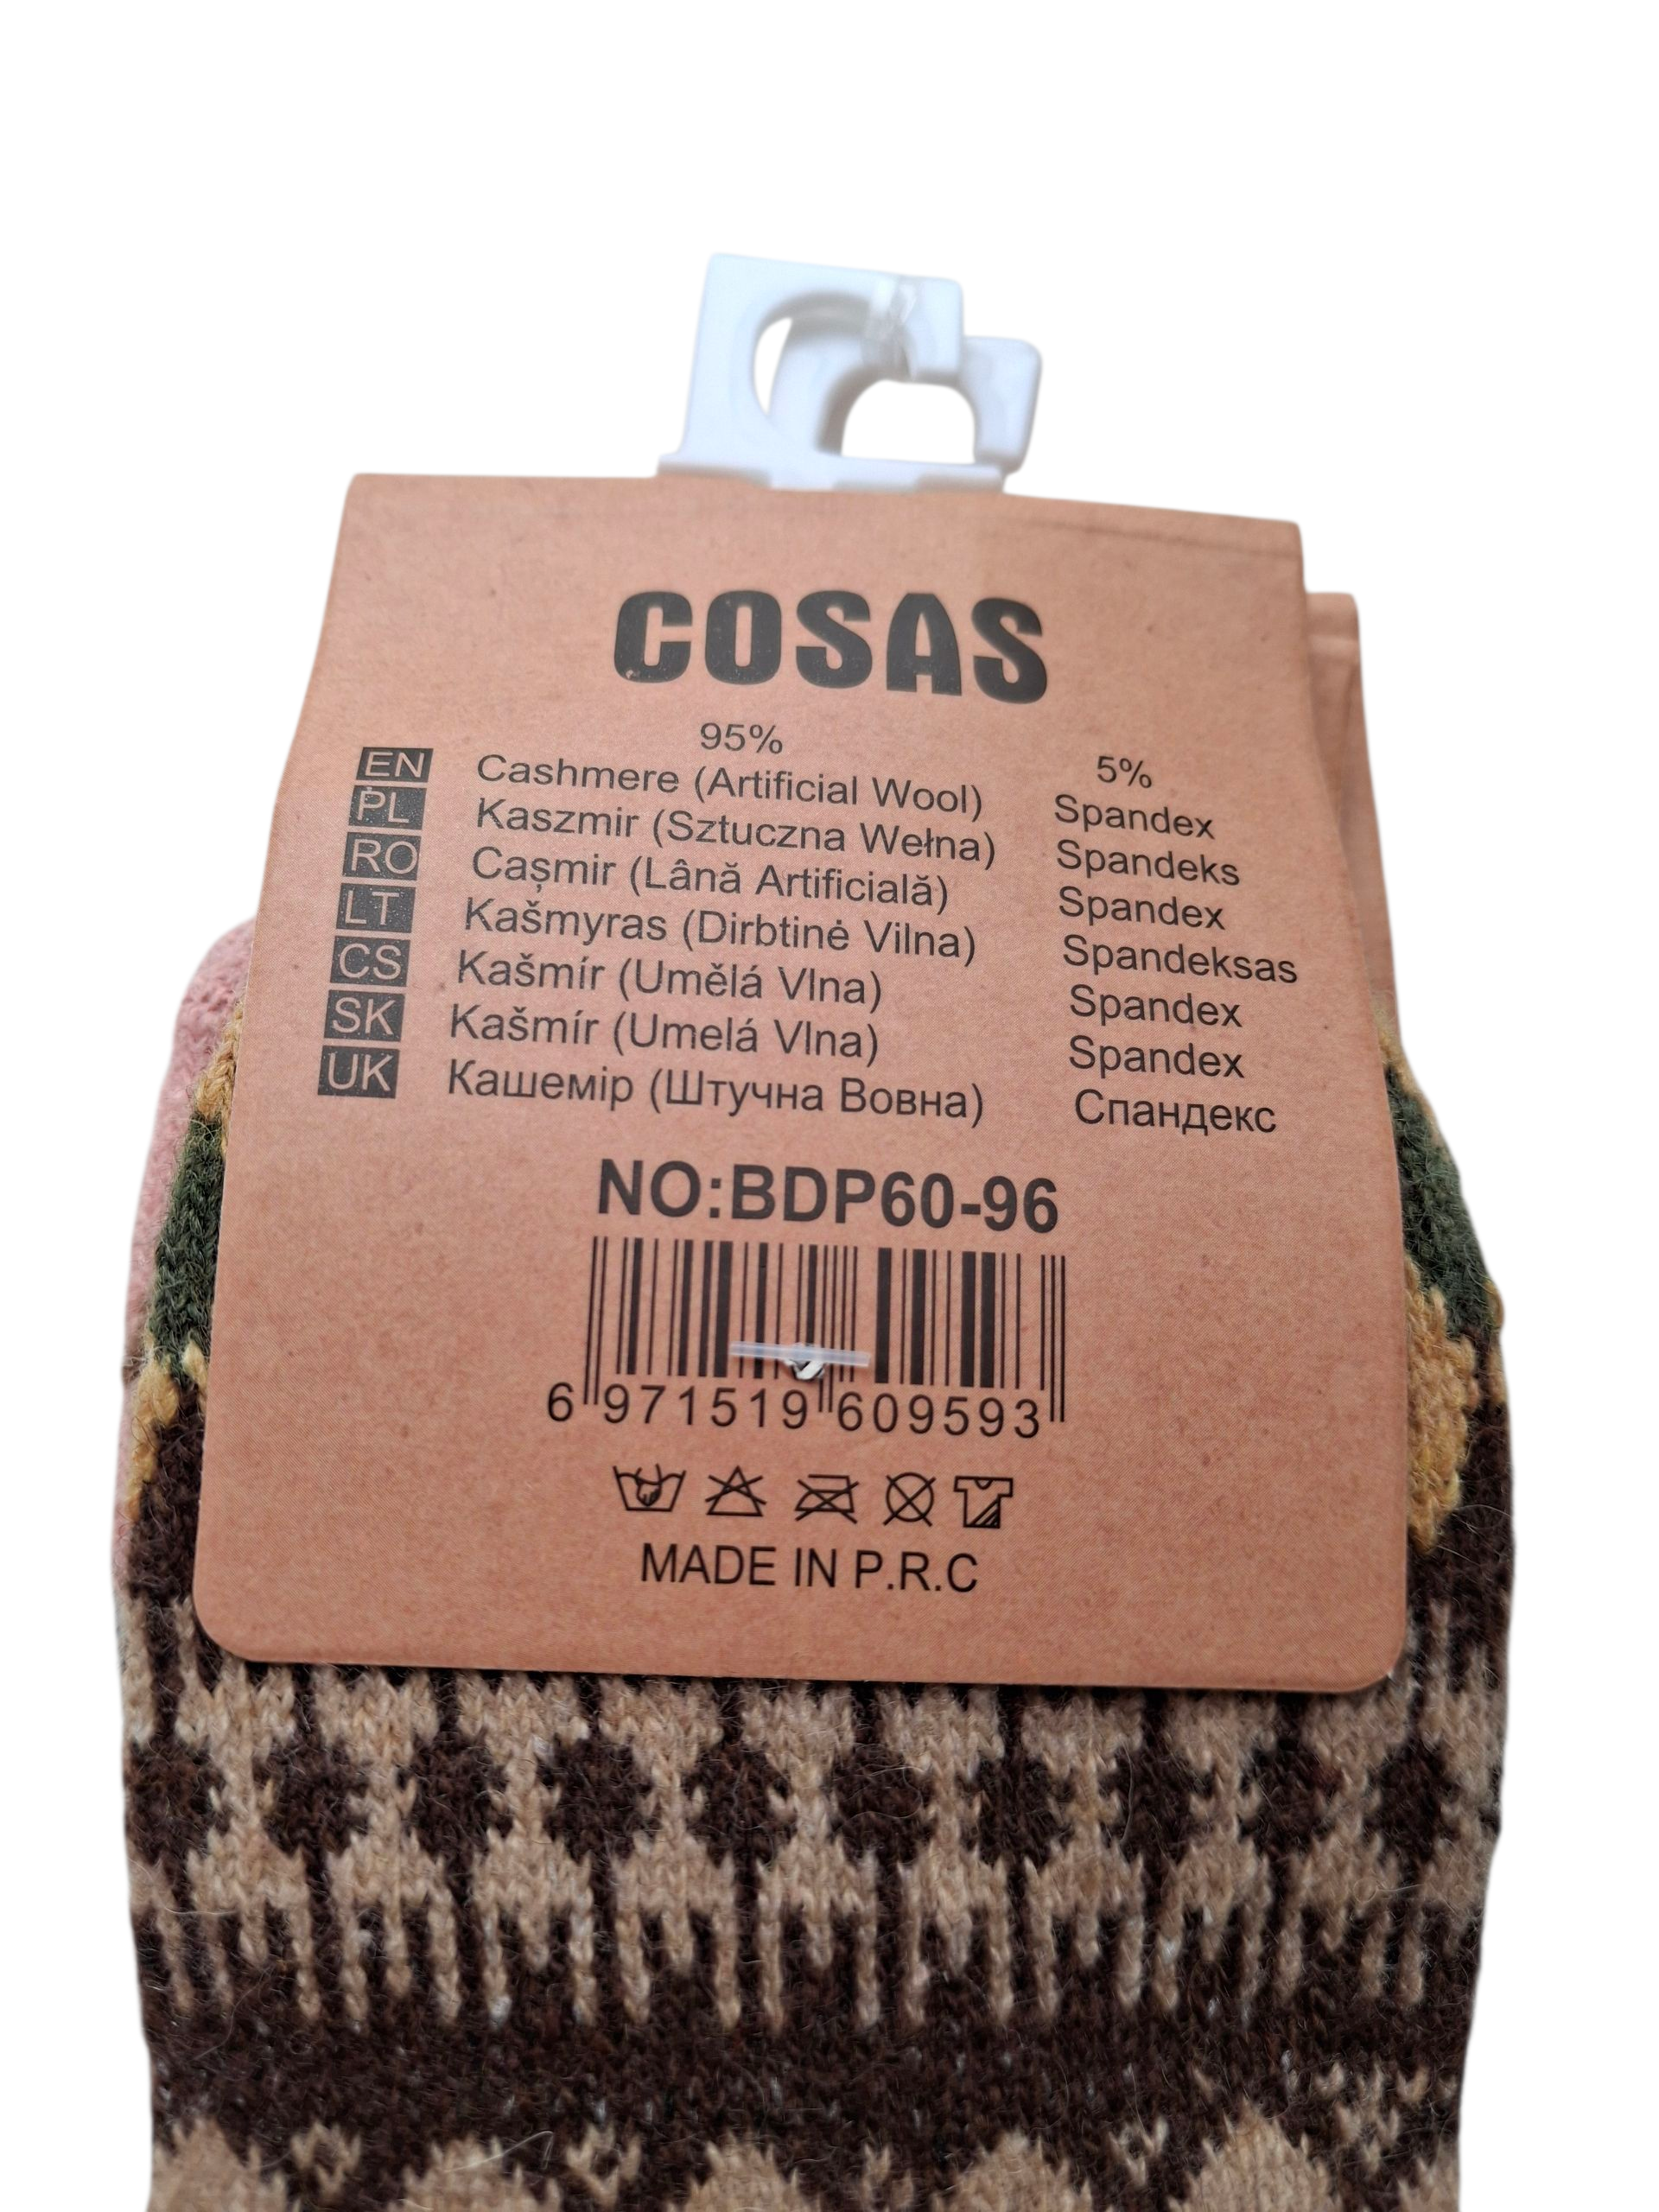 COSAS
95% 5%
EN Cashmere (Artificial Wool) Spandex
PL Kaszmir (Sztuczna Wełna) Spandeks
RO Cașmir (Lână Artificială) Spandex
LT Kašmyras (Dirbtinė Vilna) Spandeksas
CS Kašmír (Umělá Vlna) Spandex
SK Kašmír (Umelá Vlna) Spandex
UK Кашемір (Штучна Вовна) Спандекс
NO:BDP60-96
6 971519 609593
MADE IN P.R.C